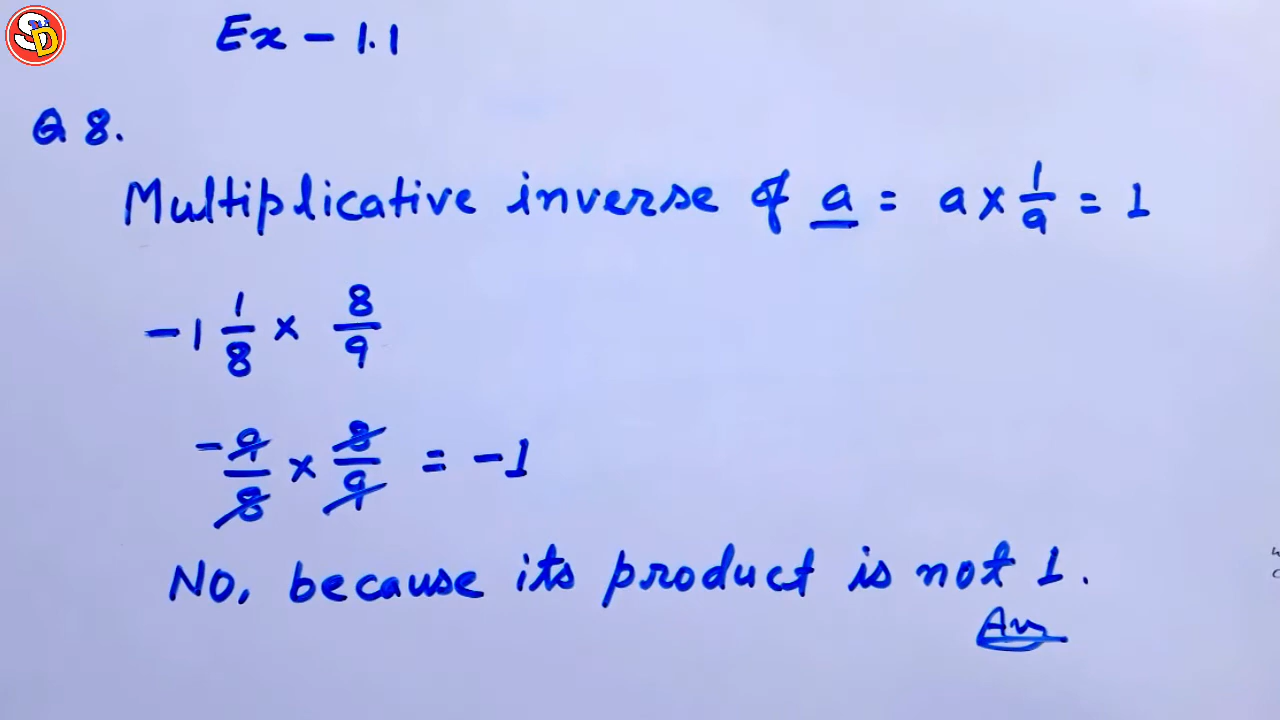 SD
Ex - 1.1
Q 8.
Multiplicative inverse of a = a × 1/a = 1
-1 1/8 × 8/9
-9/8 × 8/9 = -1
No, because its product is not 1.
Ans